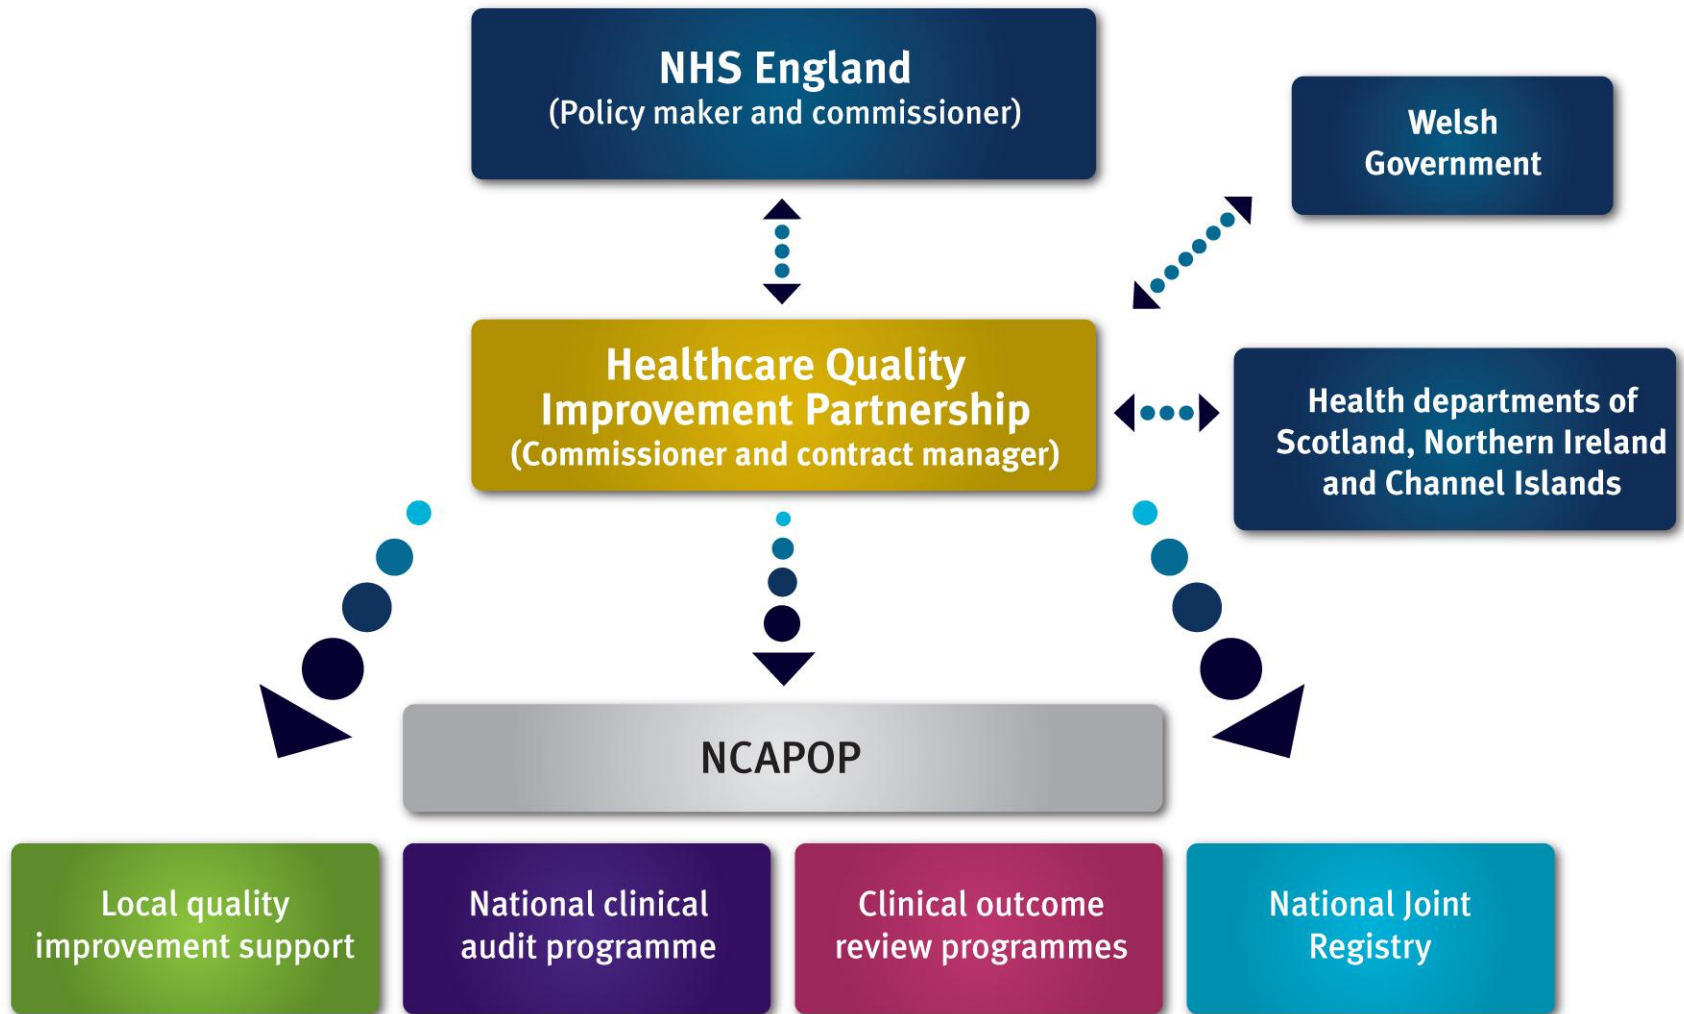 NHS England
(Policy maker and commissioner)
Welsh
Government
Healthcare Quality
Improvement Partnership
(Commissioner and contract manager)
Health departments of
Scotland, Northern Ireland
and Channel Islands
NCAPOP
Local quality
improvement support
National clinical
audit programme
Clinical outcome
review programmes
National Joint
Registry